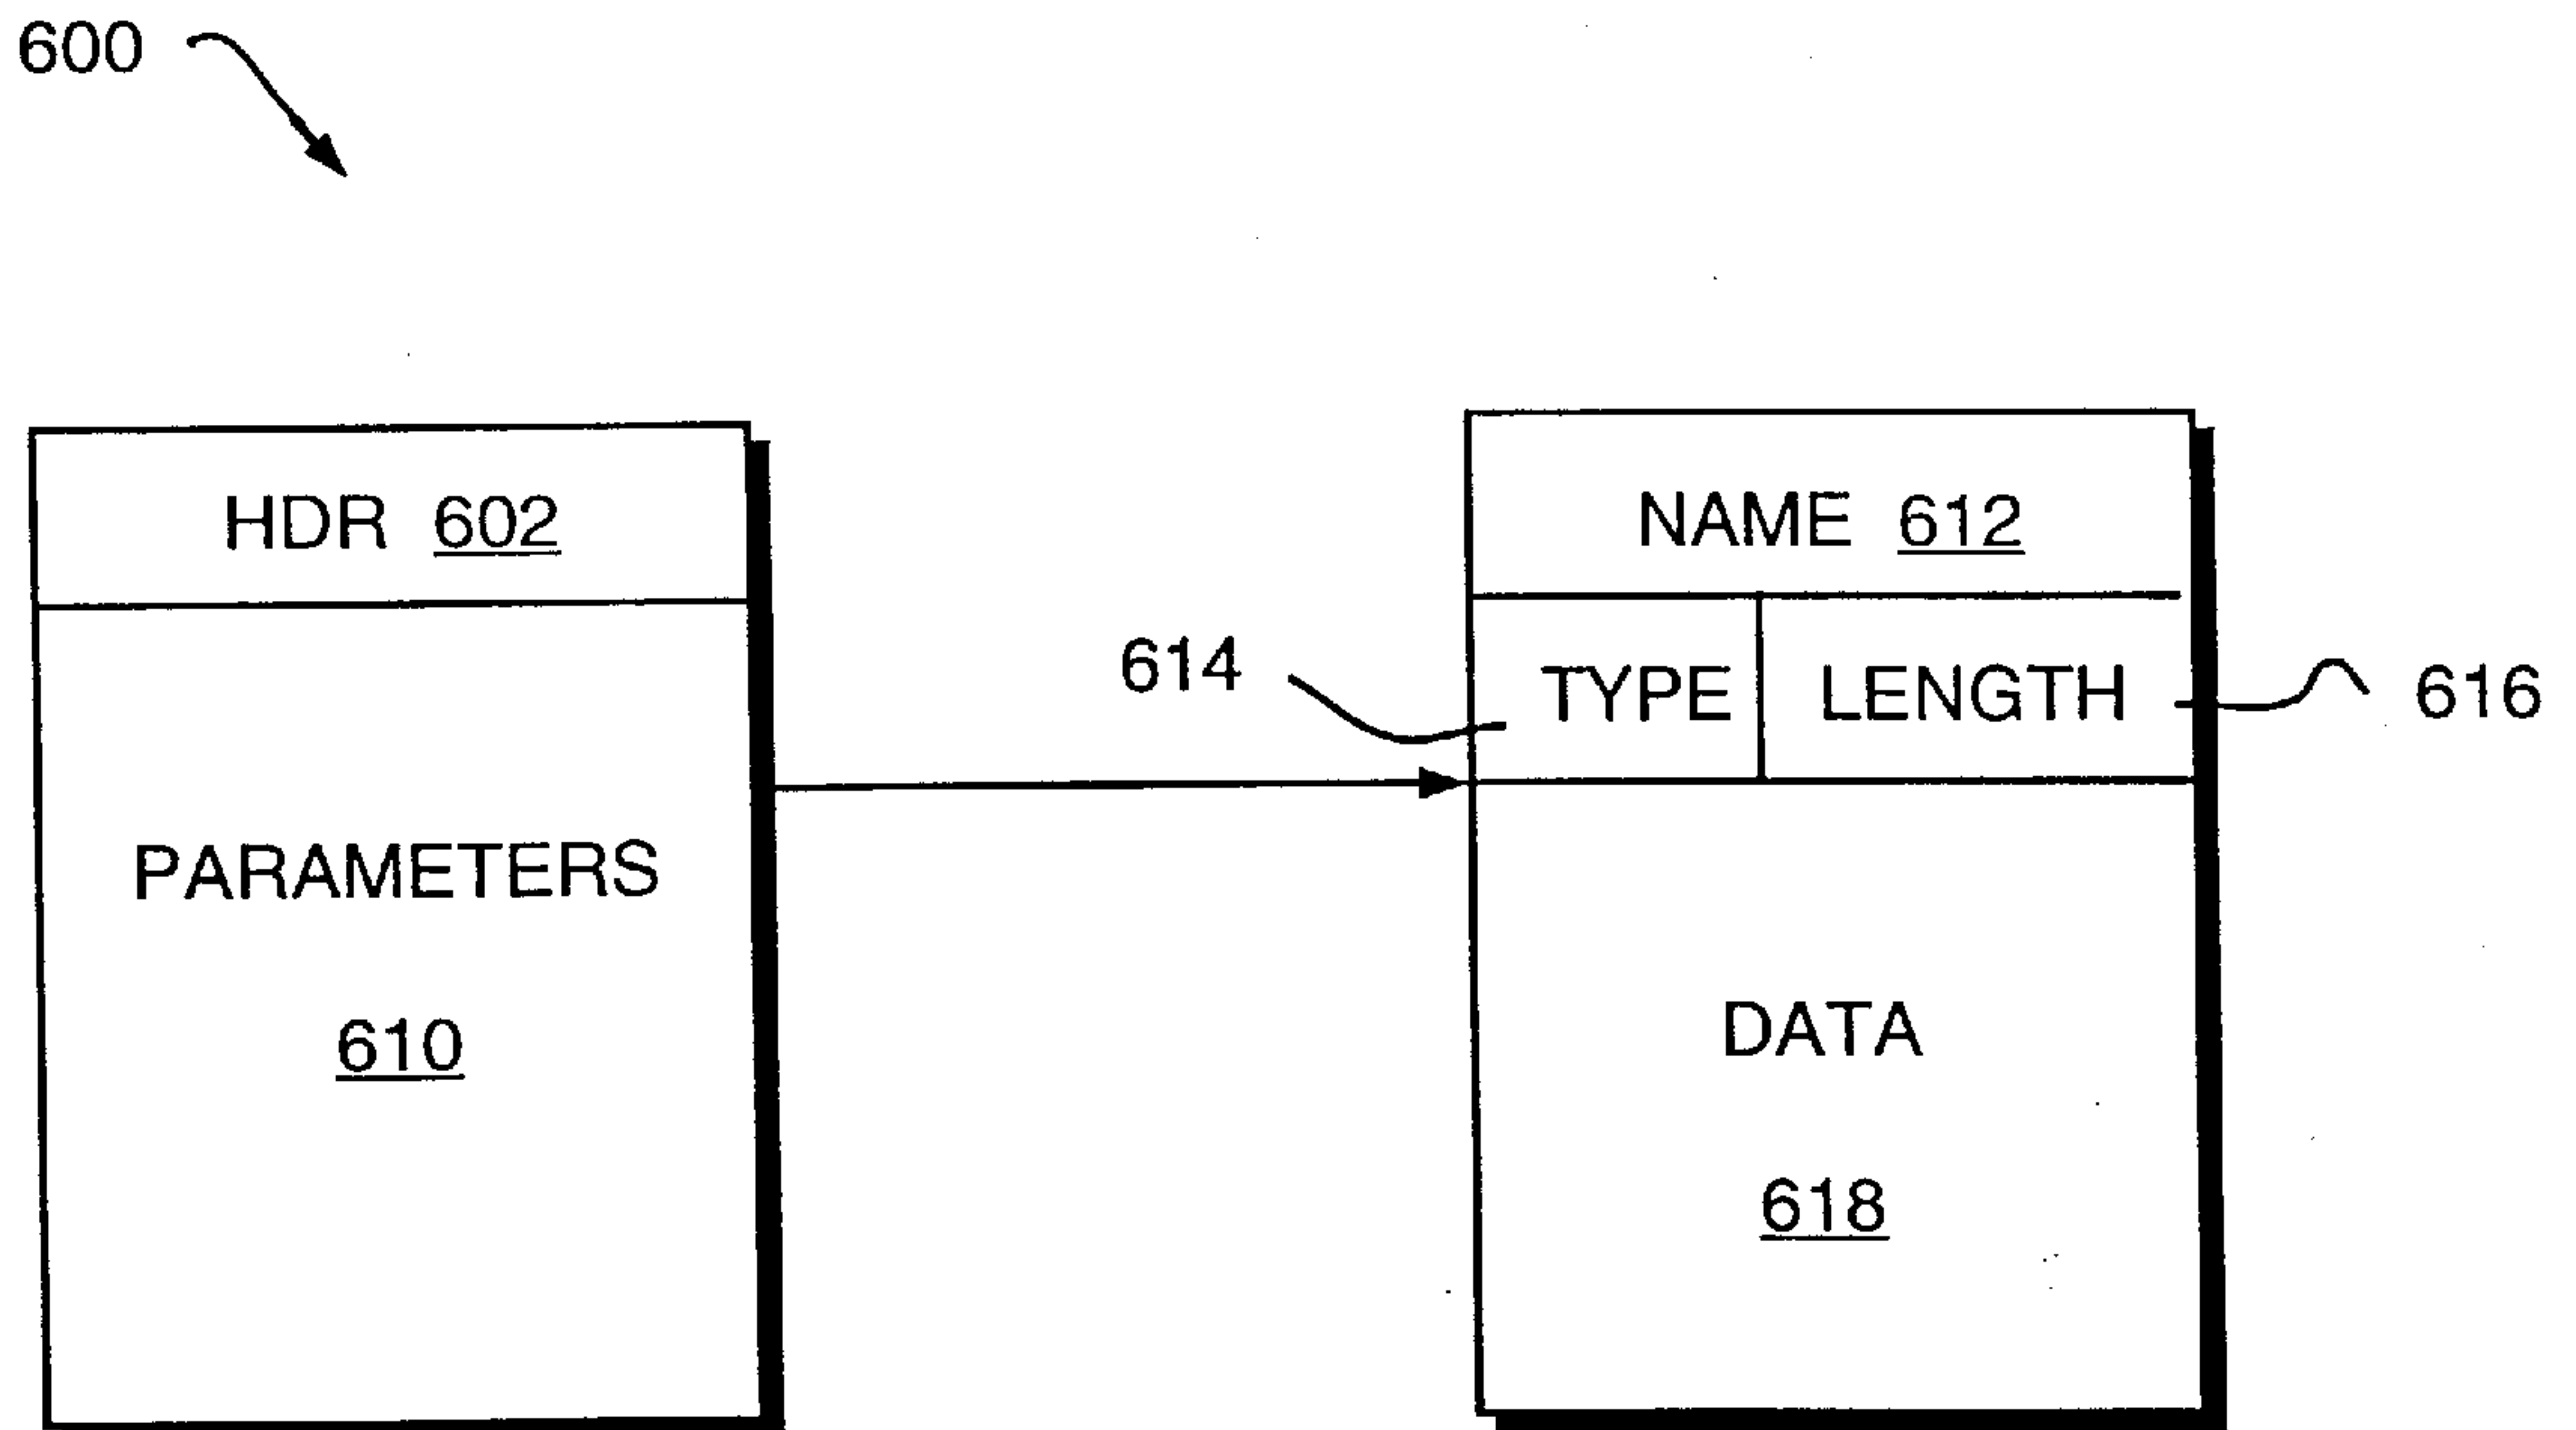 600
HDR 602
PARAMETERS
610
614
NAME 612
TYPE LENGTH
616
DATA
618